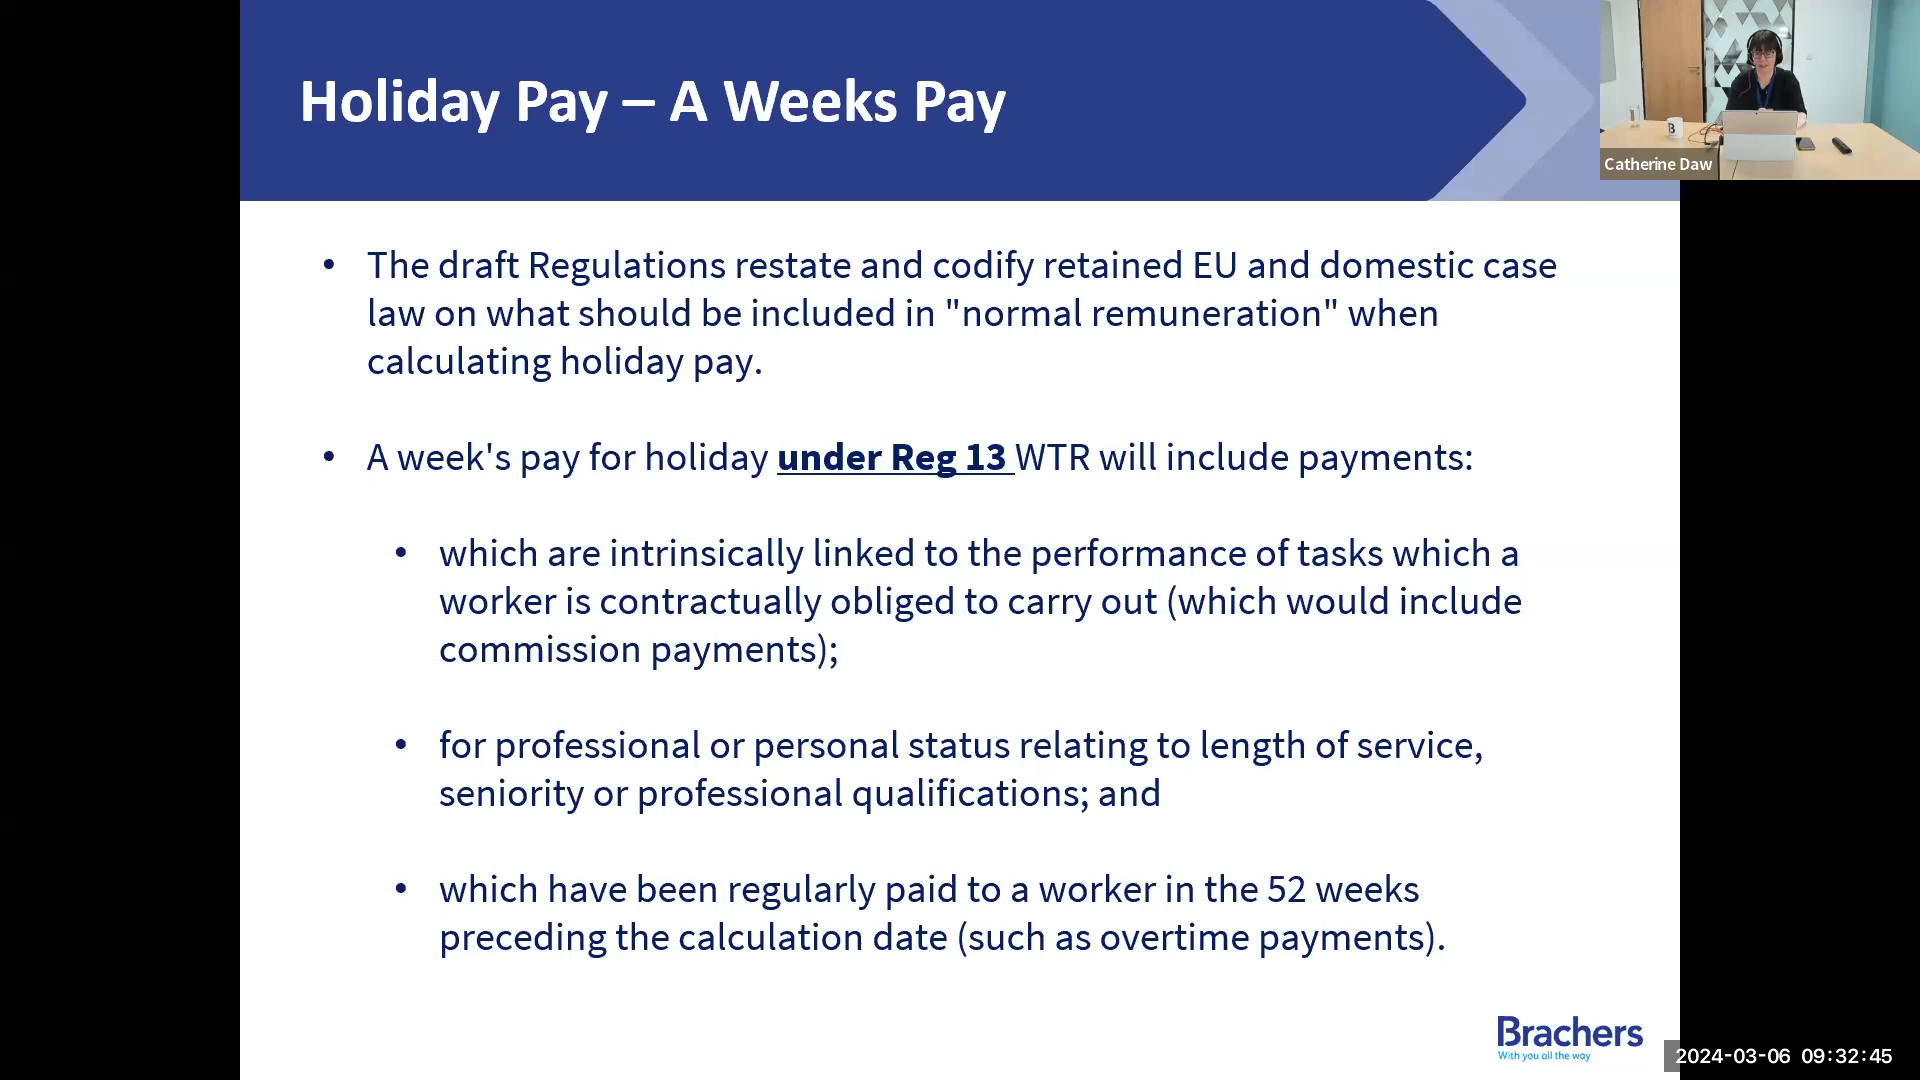 Holiday Pay – A Weeks Pay
Catherine Daw
B
• The draft Regulations restate and codify retained EU and domestic case
law on what should be included in "normal remuneration" when
calculating holiday pay.
• A week's pay for holiday under Reg 13 WTR will include payments:
• which are intrinsically linked to the performance of tasks which a
worker is contractually obliged to carry out (which would include
commission payments);
• for professional or personal status relating to length of service,
seniority or professional qualifications; and
• which have been regularly paid to a worker in the 52 weeks
preceding the calculation date (such as overtime payments).
Brachers
With you all the way
2024-03-06 09:32:45